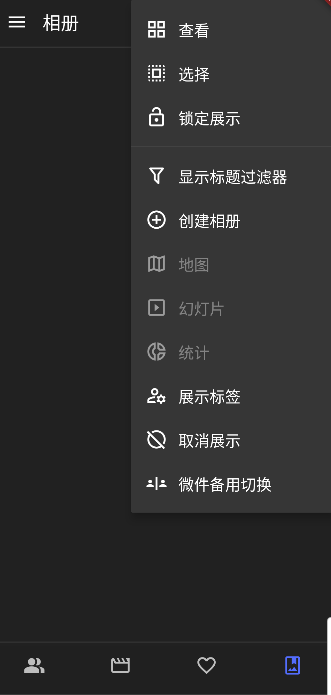 相册
查看
选择
锁定展示
显示标题过滤器
创建相册
地图
幻灯片
统计
展示标签
取消展示
微件备用切换